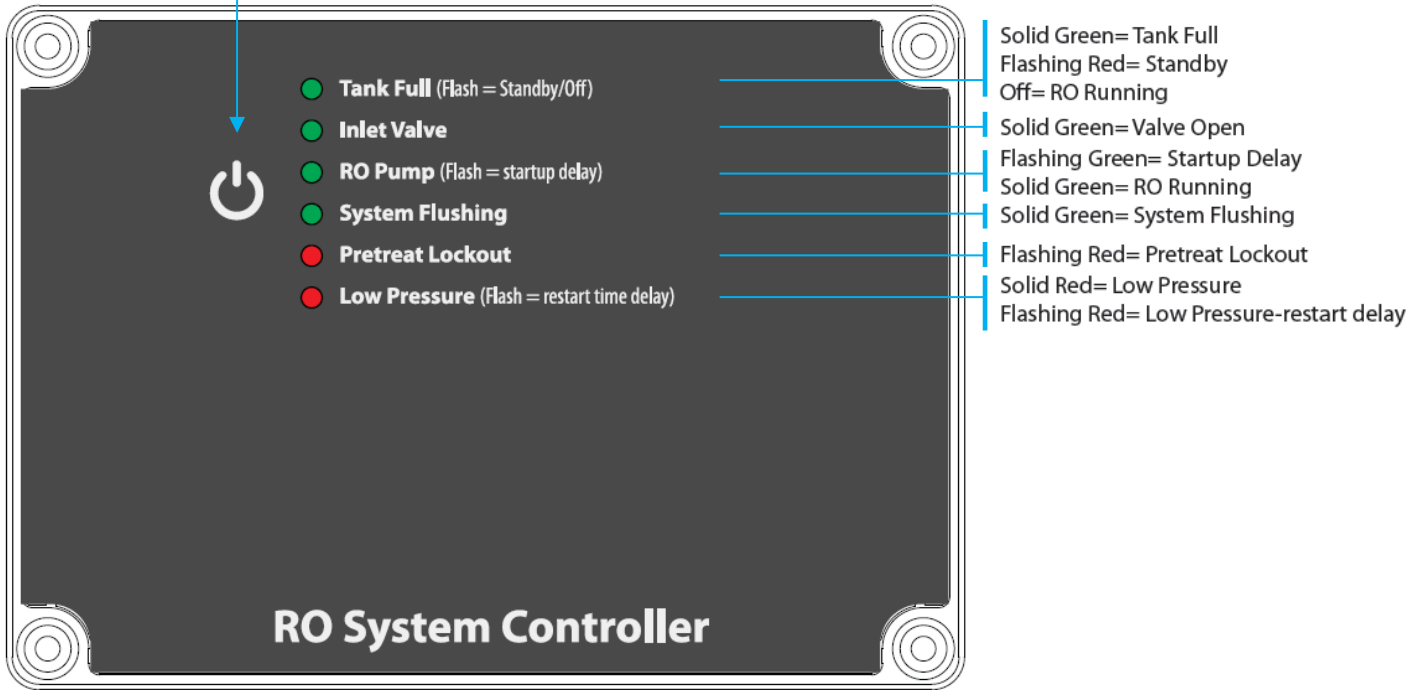 Tank Full (Flash = Standby/Off)
Inlet Valve
RO Pump (Flash = startup delay)
System Flushing
Pretreat Lockout
Low Pressure (Flash = restart time delay)
RO System Controller
Solid Green= Tank Full
Flashing Red= Standby
Off= RO Running
Solid Green= Valve Open
Flashing Green= Startup Delay
Solid Green= RO Running
Solid Green= System Flushing
Flashing Red= Pretreat Lockout
Solid Red= Low Pressure
Flashing Red= Low Pressure-restart delay